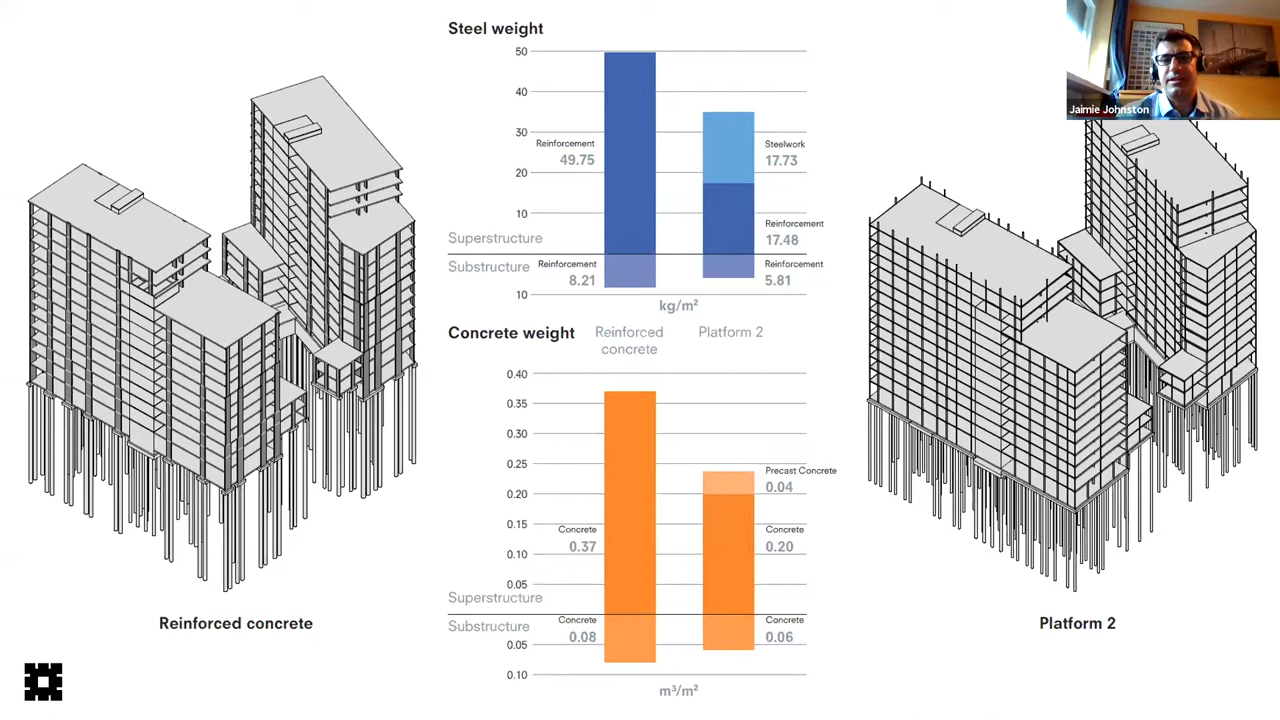 Steel weight
50
40
30
20
10
10
Reinforcement
49.75
Steelwork
17.73
Reinforcement
17.48
Superstructure
Substructure
Reinforcement
8.21
Reinforcement
5.81
kg/m²
Concrete weight
Reinforced
concrete
Platform 2
0.40
0.35
0.30
0.25
0.20
0.15
0.10
0.05
0.05
0.10
Precast Concrete
0.04
Concrete
0.37
Concrete
0.20
Superstructure
Substructure
Concrete
0.08
Concrete
0.06
m³/m²
Reinforced concrete
Platform 2
Jaimie Johnston